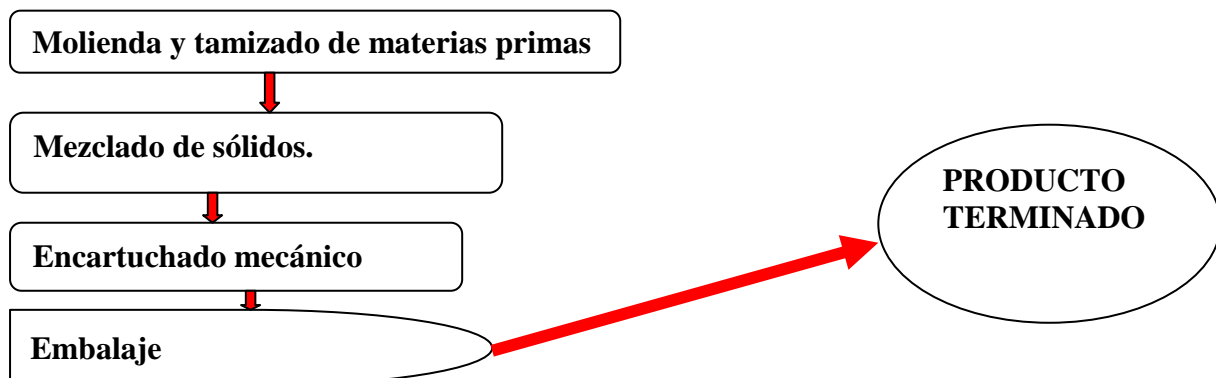 Molienda y tamizado de materias primas
Mezclado de sólidos.
Encartuchado mecánico
Embalaje
PRODUCTO
TERMINADO